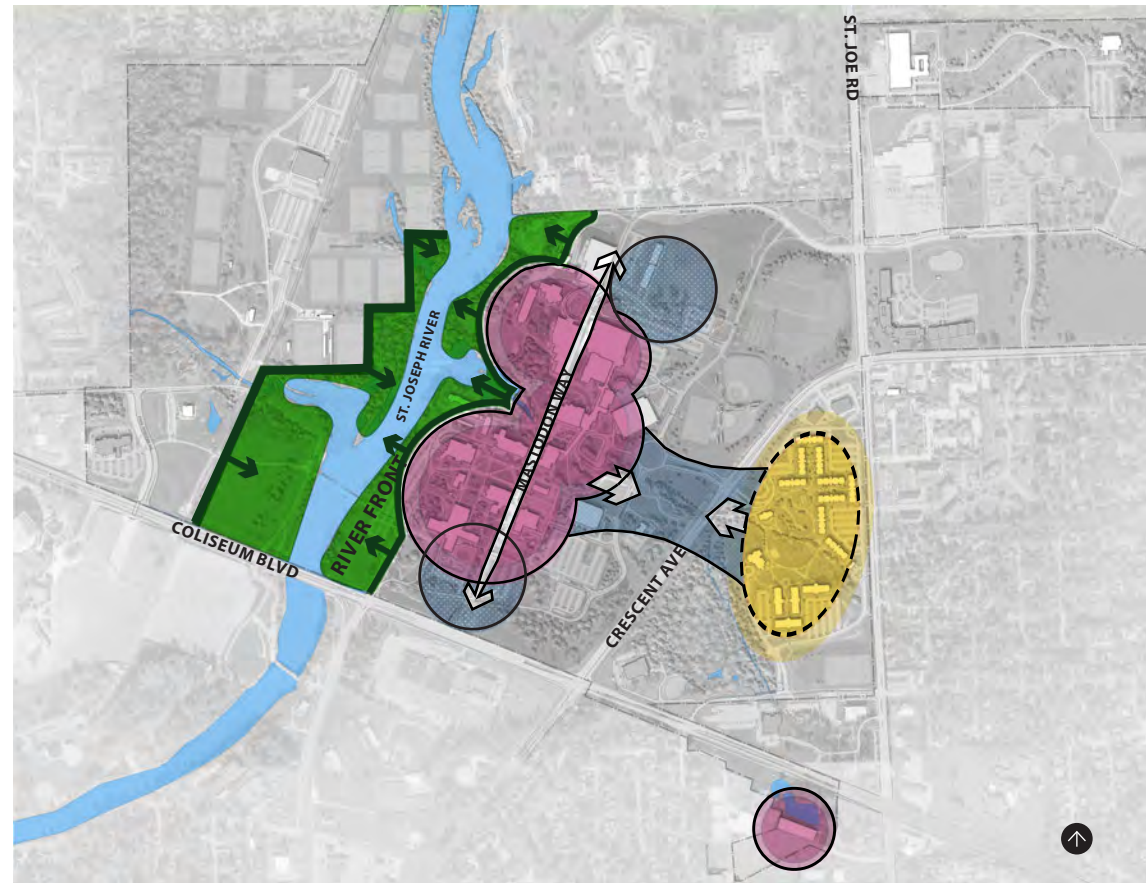 ST. JOE RD
ST. JOSEPH RIVER
MASTODON WAY
RIVER FRONT
COLISEUM BLVD
CRESCENT AVE